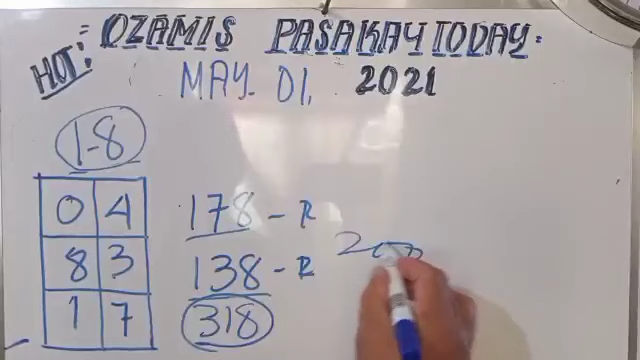 = OZAMIS PASAKAY TODAY:
HOT!
MAY. 01, 2021
1-8
0 4
8 3
1 7
178 - R
138 - R
318